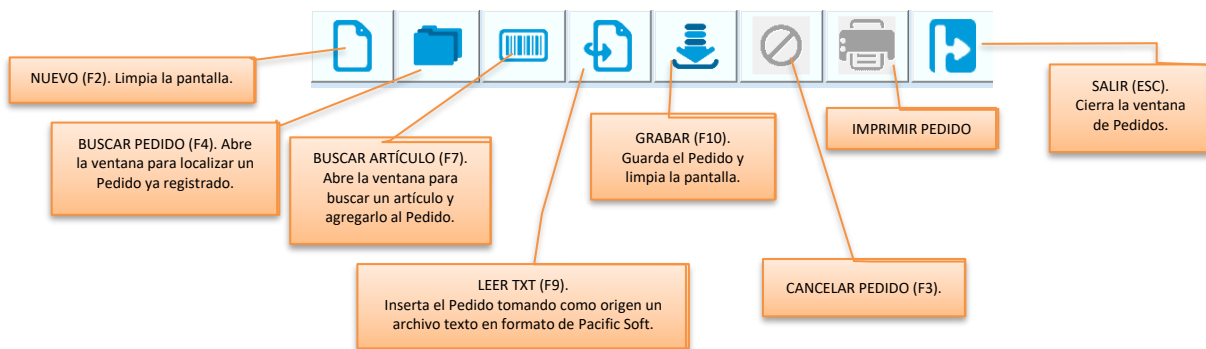 NUEVO (F2). Limpia la pantalla.
BUSCAR PEDIDO (F4). Abre
la ventana para localizar un
Pedido ya registrado.
BUSCAR ARTÍCULO (F7).
Abre la ventana para
buscar un artículo y
agregarlo al Pedido.
LEER TXT (F9).
Inserta el Pedido tomando como origen un
archivo texto en formato de Pacific Soft.
GRABAR (F10).
Guarda el Pedido y
limpia la pantalla.
CANCELAR PEDIDO (F3).
IMPRIMIR PEDIDO
SALIR (ESC).
Cierra la ventana
de Pedidos.